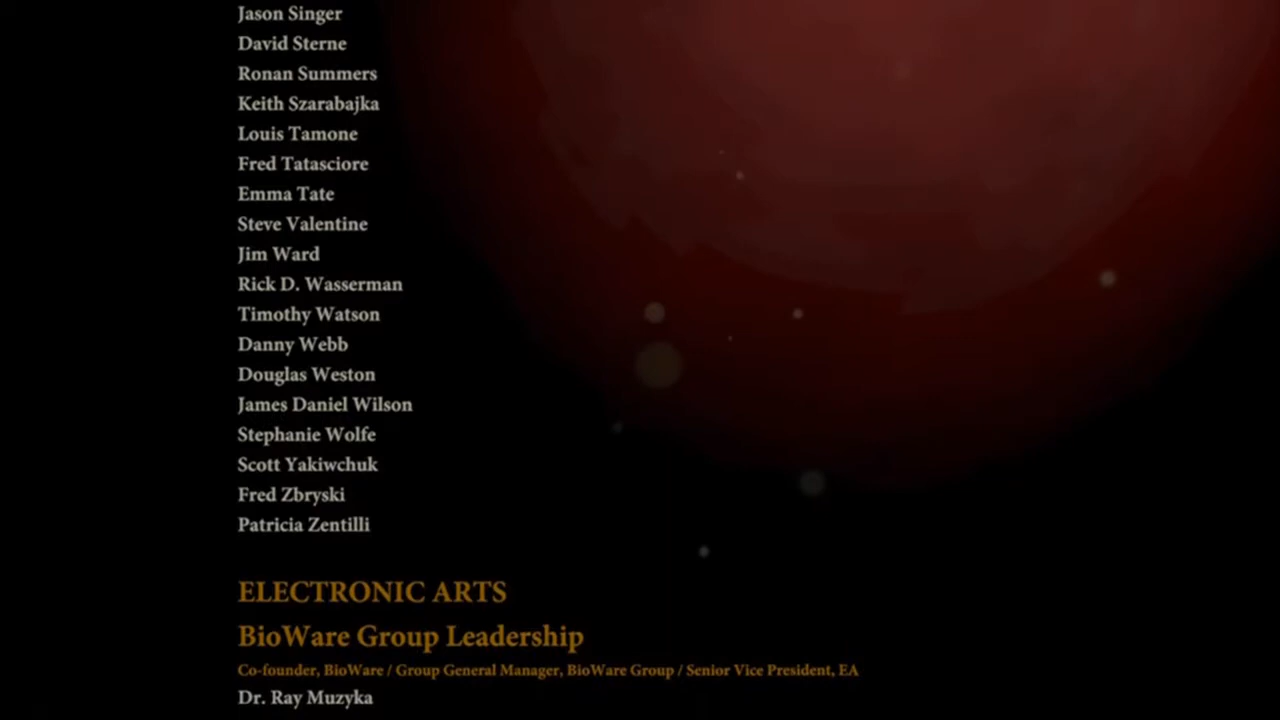 Jason Singer
David Sterne
Ronan Summers
Keith Szarabajka
Louis Tamone
Fred Tatasciore
Emma Tate
Steve Valentine
Jim Ward
Rick D. Wasserman
Timothy Watson
Danny Webb
Douglas Weston
James Daniel Wilson
Stephanie Wolfe
Scott Yakiwchuk
Fred Zbryski
Patricia Zentilli
ELECTRONIC ARTS
BioWare Group Leadership
Co-founder, BioWare / Group General Manager, BioWare Group / Senior Vice President, EA
Dr. Ray Muzyka